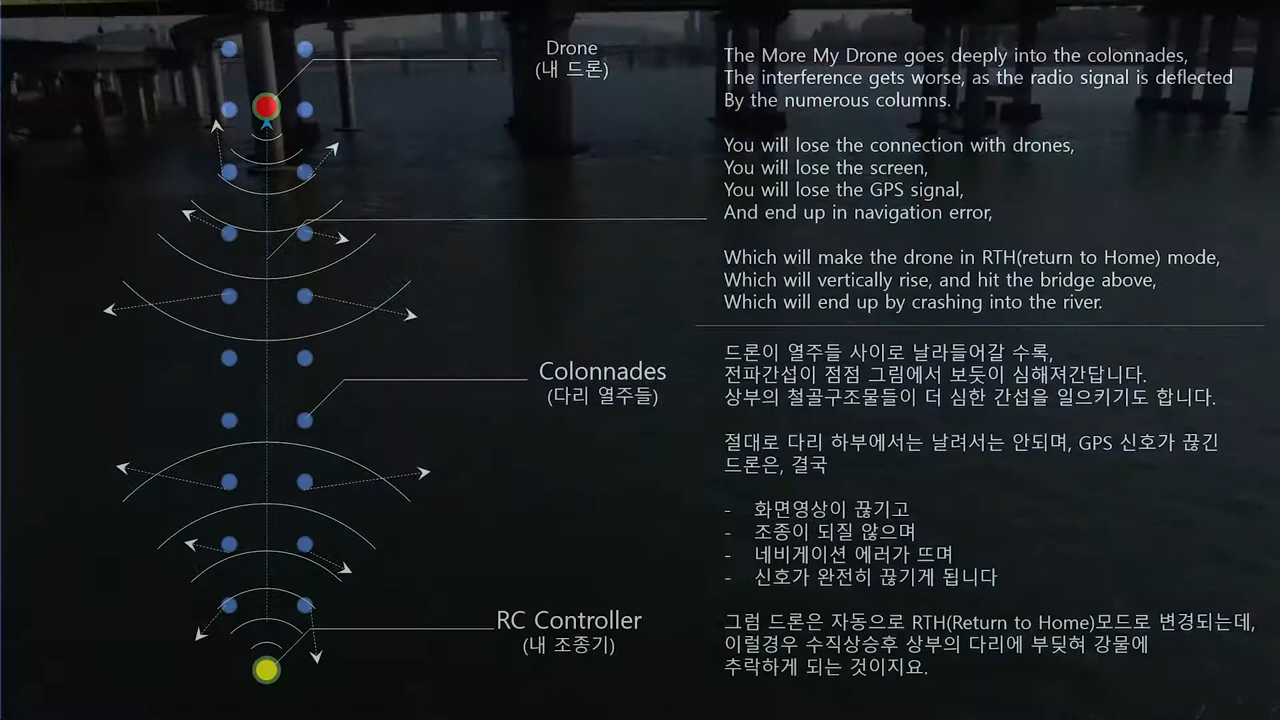 Drone
(내 드론)
The More My Drone goes deeply into the colonnades,
The interference gets worse, as the radio signal is deflected
By the numerous columns.
You will lose the connection with drones,
You will lose the screen,
You will lose the GPS signal,
And end up in navigation error,
Which will make the drone in RTH(return to Home) mode,
Which will vertically rise, and hit the bridge above,
Which will end up by crashing into the river.
Colonnades
(다리 열주들)
드론이 열주들 사이로 날라들어갈 수록,
전파간섭이 점점 그림에서 보듯이 심해져간답니다.
상부의 철골구조물들이 더 심한 간섭을 일으키기도 합니다.
절대로 다리 하부에서는 날려서는 안되며, GPS 신호가 끊긴
드론은, 결국
- 화면영상이 끊기고
- 조종이 되질 않으며
- 네비게이션 에러가 뜨며
- 신호가 완전히 끊기게 됩니다
RC Controller
(내 조종기)
그럼 드론은 자동으로 RTH(Return to Home)모드로 변경되는데,
이럴경우 수직상승후 상부의 다리에 부딪혀 강물에
추락하게 되는 것이지요.